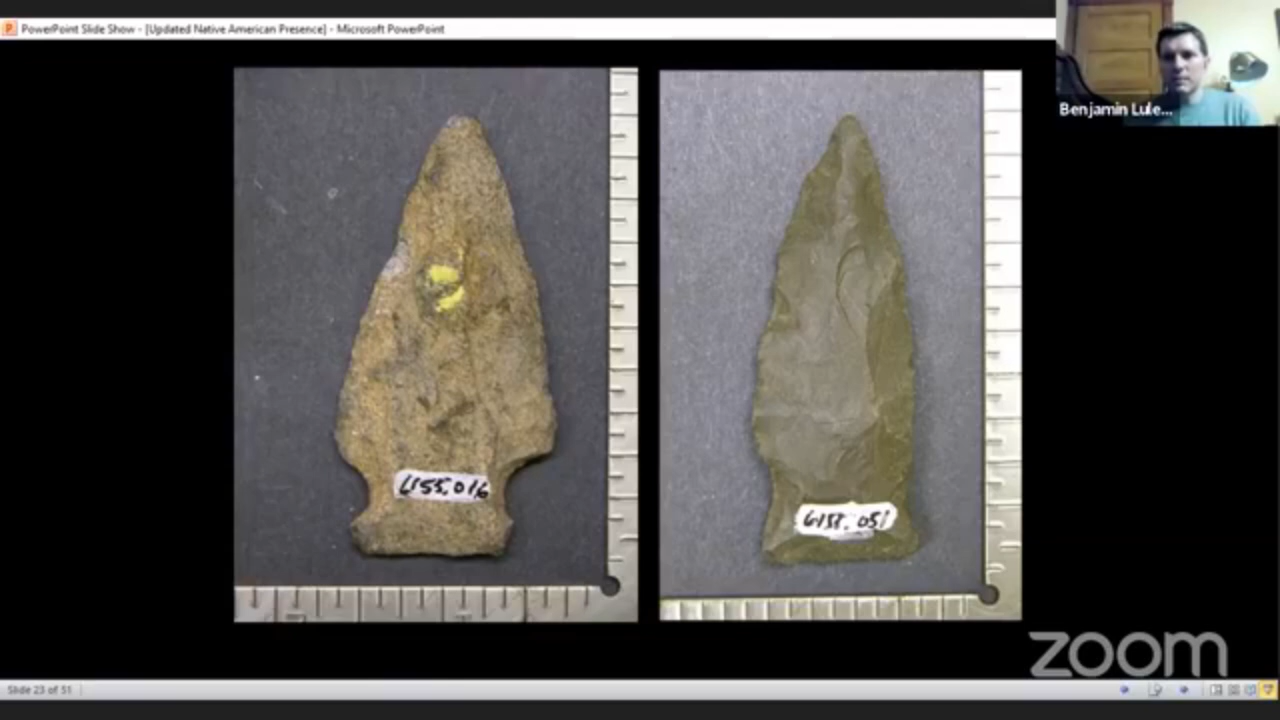 PowerPoint Slide Show - [Updated Native American Presence] - Microsoft PowerPoint
Benjamin Lule...
6155.016
6155.051
zoom
Slide 23 of 51